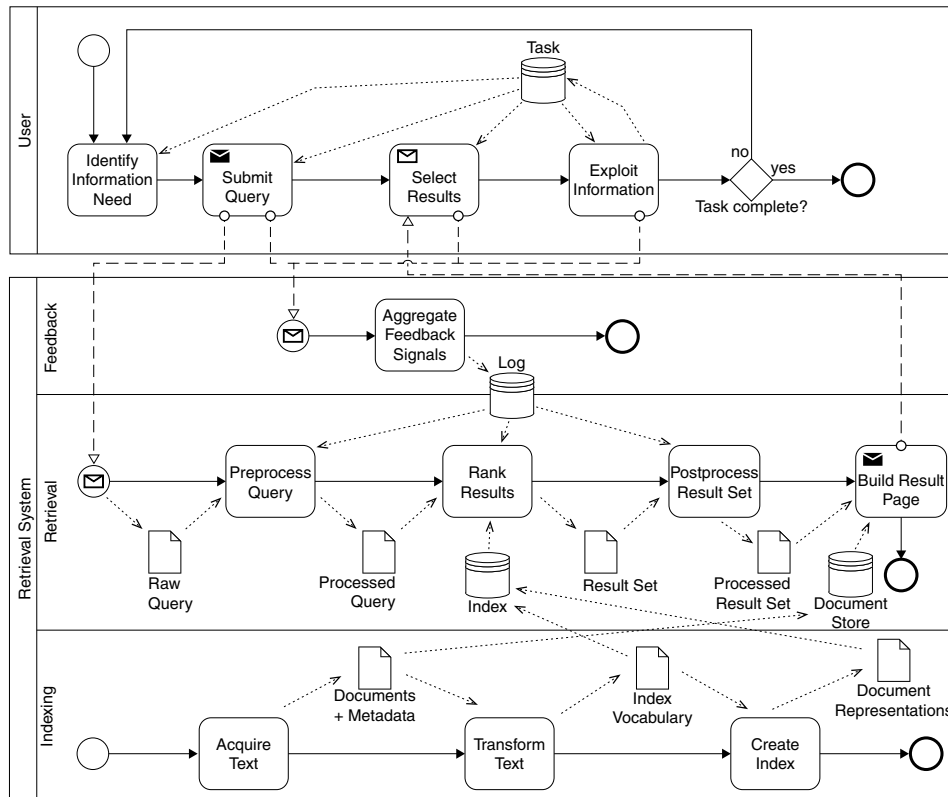 User
Task
Identify
Information
Need
Submit
Query
Select
Results
Exploit
Information
no
yes
Task complete?
Retrieval System
Feedback
Aggregate
Feedback
Signals
Log
Retrieval
Preprocess
Query
Rank
Results
Postprocess
Result Set
Build Result
Page
Raw
Query
Processed
Query
Index
Result Set
Processed
Result Set
Document
Store
Indexing
Documents
+ Metadata
Index
Vocabulary
Document
Representations
Acquire
Text
Transform
Text
Create
Index